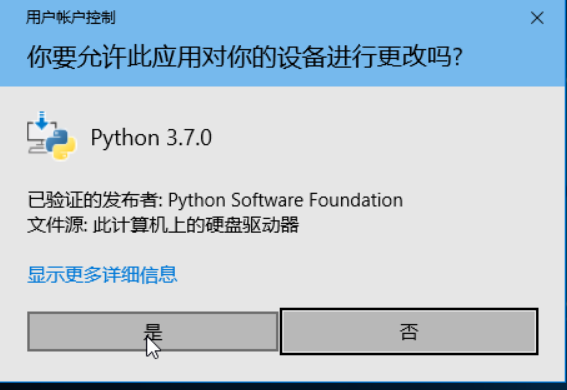 用户帐户控制
你要允许此应用对你的设备进行更改吗?
Python 3.7.0
已验证的发布者: Python Software Foundation
文件源: 此计算机上的硬盘驱动器
显示更多详细信息
是
否